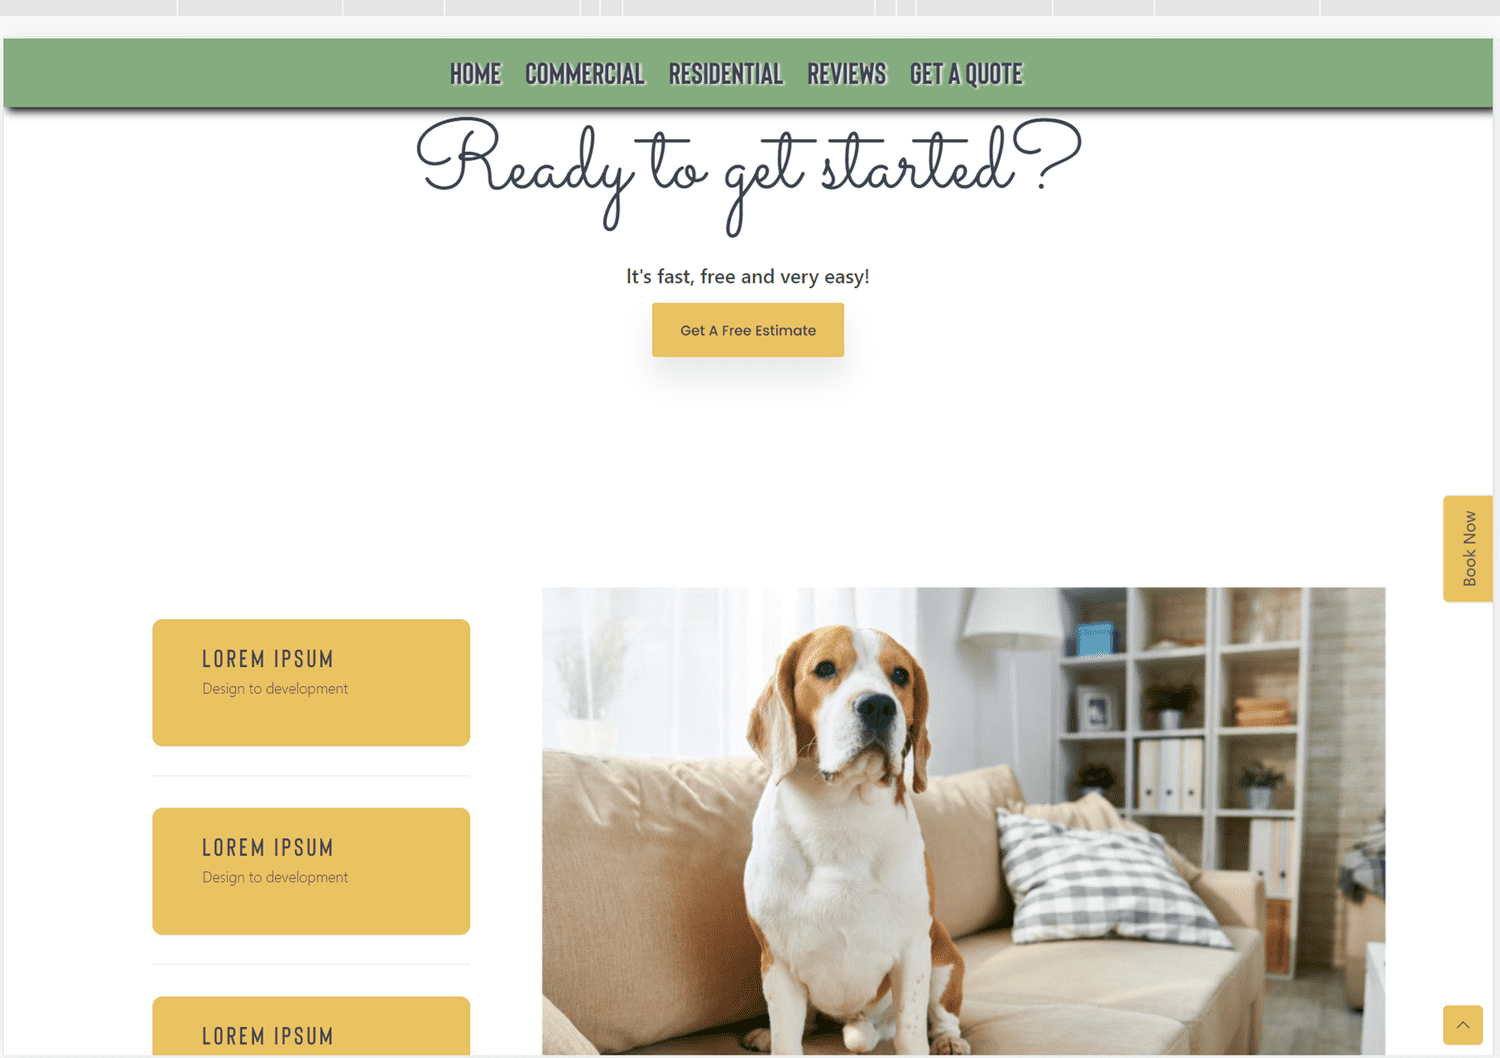 HOME COMMERCIAL RESIDENTIAL REVIEWS GET A QUOTE
Ready to get started?
It's fast, free and very easy!
Get A Free Estimate
Book Now
LOREM IPSUM
Design to development
LOREM IPSUM
Design to development
LOREM IPSUM